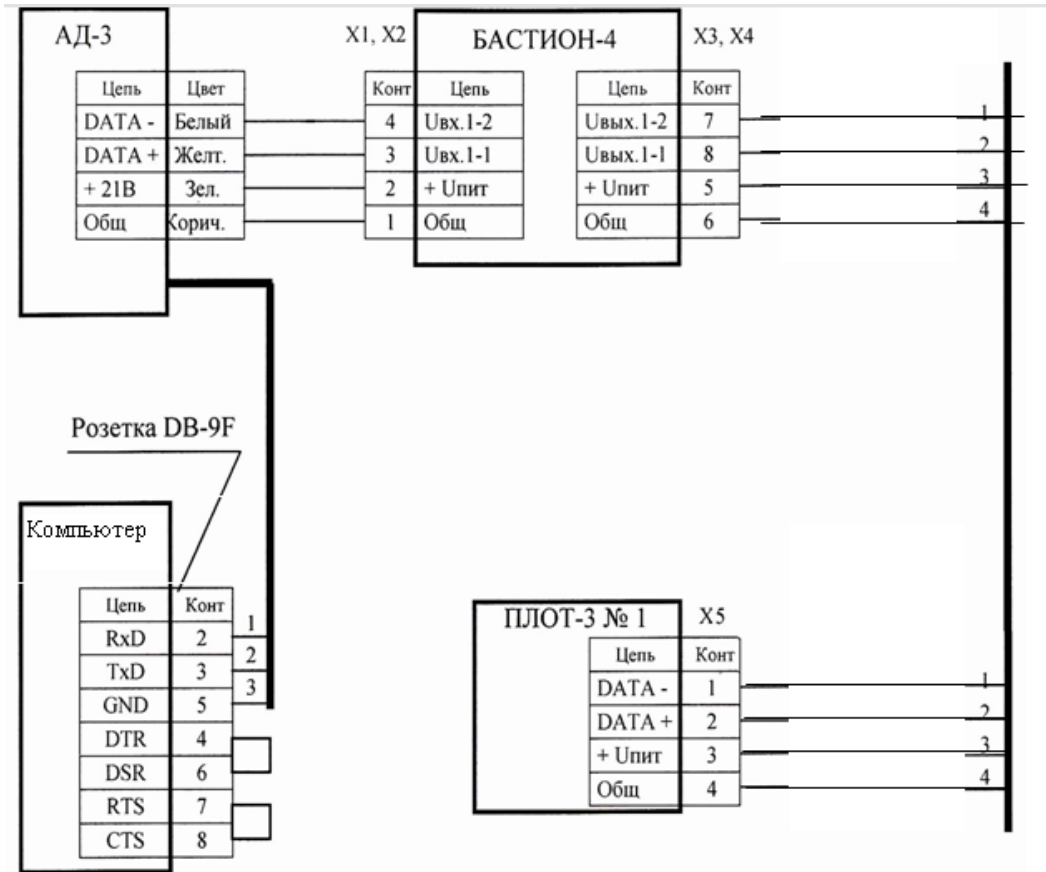 АД-3
X1, X2
БАСТИОН-4
X3, X4
Цепь Цвет
Конт Цепь
Цепь Конт
DATA - Белый
4 Uвх.1-2
Uвых.1-2 7
1
DATA + Желт.
3 Uвх.1-1
Uвых.1-1 8
2
+ 21В Зел.
2 + Uпит
+ Uпит 5
3
Общ Корич.
1 Общ
Общ 6
4
Розетка DB-9F
Компьютер
Цепь Конт
RxD 2 1
TxD 3 2
GND 5 3
DTR 4
DSR 6
RTS 7
CTS 8
ПЛОТ-3 № 1
X5
Цепь Конт
DATA - 1 1
DATA + 2 2
+ Uпит 3 3
Общ 4 4